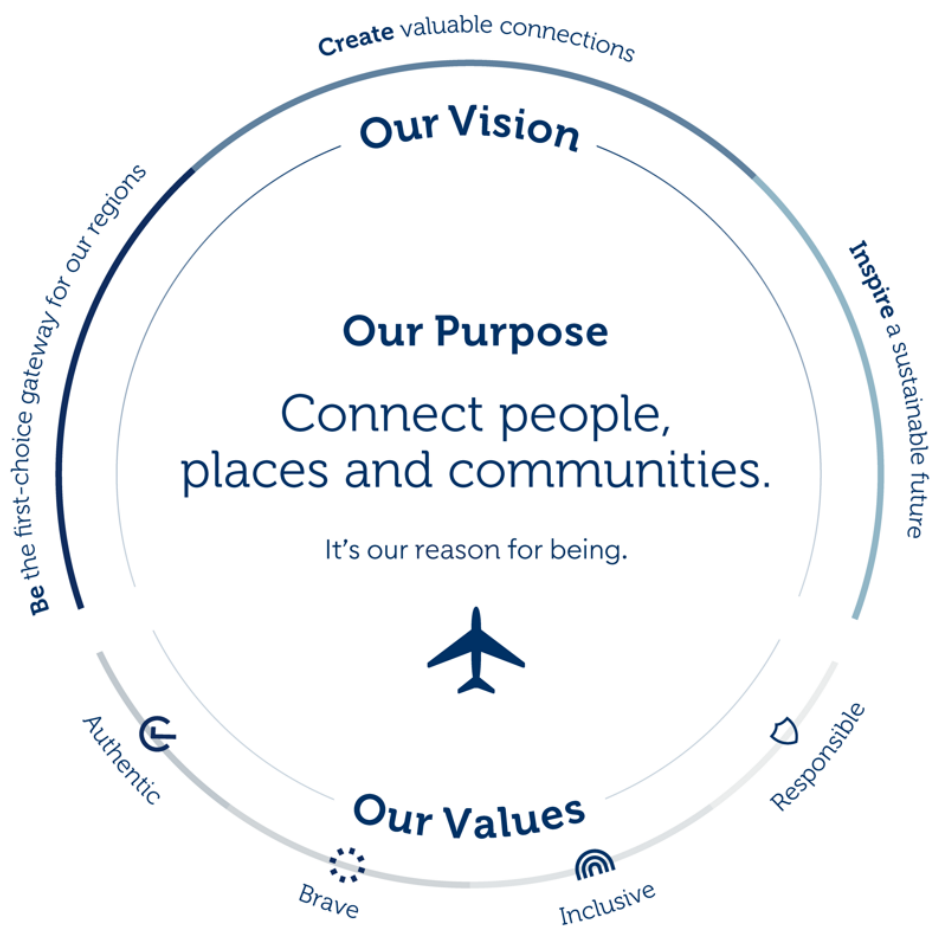 Create valuable connections
Our Vision
Be the first-choice gateway for our regions
Inspire a sustainable future
Our Purpose
Connect people,
places and communities.
It's our reason for being.
Our Values
Authentic
Brave
Inclusive
Responsible